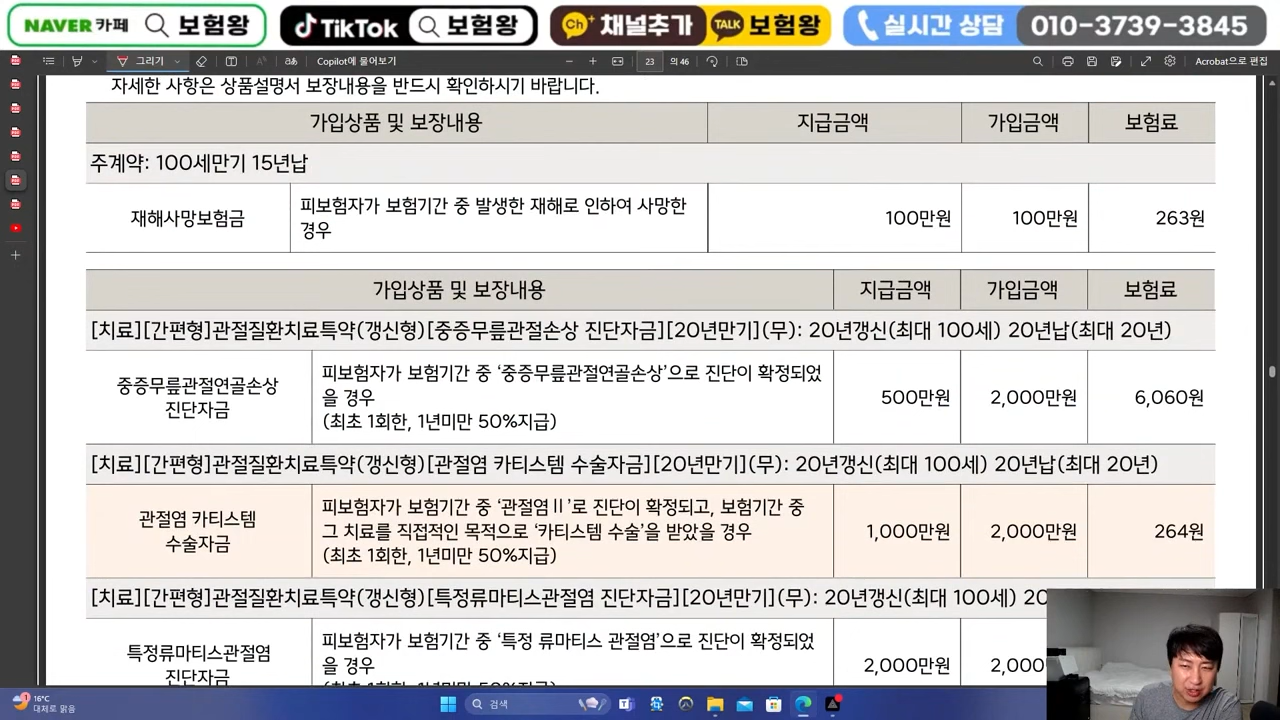 NAVER 카페 보험왕
TikTok 보험왕
Ch+ 채널추가 TALK 보험왕
실시간 상담 010-3739-3845
그리기 Copilot에 물어보기 23 의 46 Acrobat으로 편집
자세한 사항은 상품설명서 보장내용을 반드시 확인하시기 바랍니다.
가입상품 및 보장내용 지급금액 가입금액 보험료
주계약: 100세만기 15년납
재해사망보험금
피보험자가 보험기간 중 발생한 재해로 인하여 사망한
경우
100만원 100만원 263원
가입상품 및 보장내용 지급금액 가입금액 보험료
[치료][간편형]관절질환치료특약(갱신형)[중증무릎관절손상 진단자금][20년만기](무): 20년갱신(최대 100세) 20년납(최대 20년)
중증무릎관절연골손상
진단자금
피보험자가 보험기간 중 ‘중증무릎관절연골손상’으로 진단이 확정되었
을 경우
(최초 1회한, 1년미만 50%지급)
500만원 2,000만원 6,060원
[치료][간편형]관절질환치료특약(갱신형)[관절염 카티스템 수술자금][20년만기](무): 20년갱신(최대 100세) 20년납(최대 20년)
관절염 카티스템
수술자금
피보험자가 보험기간 중 ‘관절염Ⅱ’로 진단이 확정되고, 보험기간 중
그 치료를 직접적인 목적으로 ‘카티스템 수술’을 받았을 경우
(최초 1회한, 1년미만 50%지급)
1,000만원 2,000만원 264원
[치료][간편형]관절질환치료특약(갱신형)[특정류마티스관절염 진단자금][20년만기](무): 20년갱신(최대 100세) 20
특정류마티스관절염
진단자금
피보험자가 보험기간 중 ‘특정 류마티스 관절염’으로 진단이 확정되었
을 경우
(최초 1회한, 1년미만 50%지급)
2,000만원 2,000
16°C
대체로 맑음
검색